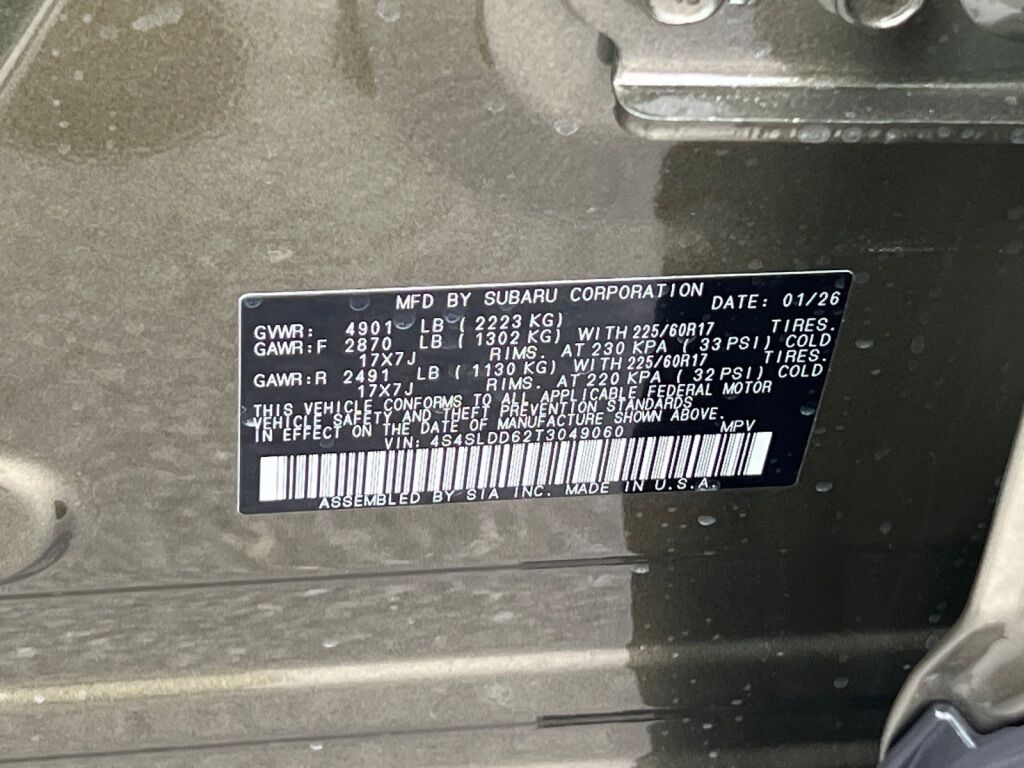 MFD BY SUBARU CORPORATION DATE: 01/26
GVWR: 4901 LB ( 2223 KG)
GAWR:F 2870 LB ( 1302 KG) WITH 225/60R17 TIRES.
17X7J RIMS. AT 230 KPA ( 33 PSI) COLD
GAWR:R 2491 LB ( 1130 KG) WITH 225/60R17 TIRES.
17X7J RIMS. AT 220 KPA ( 32 PSI) COLD
THIS VEHICLE CONFORMS TO ALL APPLICABLE FEDERAL MOTOR
VEHICLE SAFETY AND THEFT PREVENTION STANDARDS
IN EFFECT ON THE DATE OF MANUFACTURE SHOWN ABOVE.
VIN: 4S4SLDD62T3049060 MPV
ASSEMBLED BY SIA INC. MADE IN U.S.A.